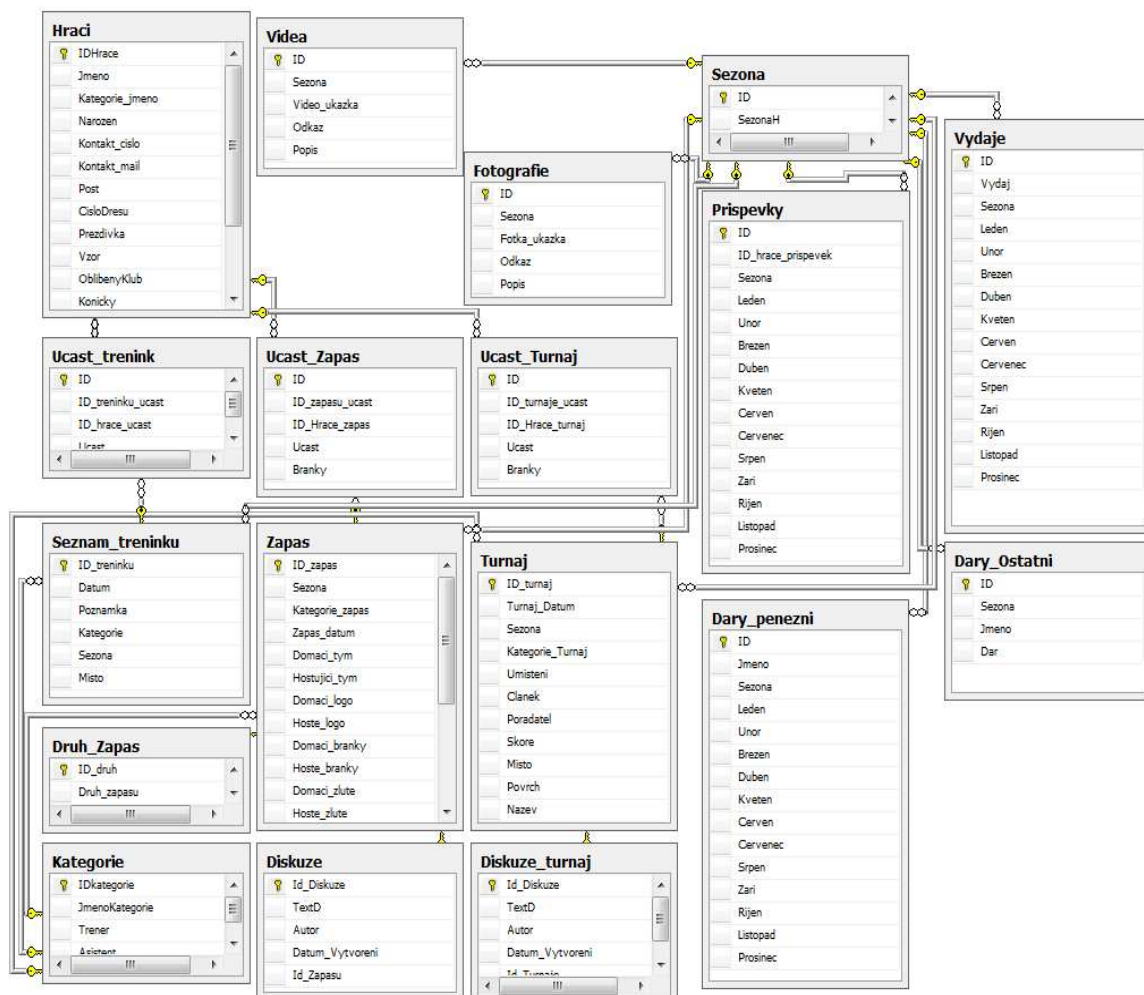 Hraci
IDHrace
Jmeno
Kategorie_jmeno
Narozen
Kontakt_cislo
Kontakt_mail
Post
CisloDresu
Prezdivka
Vzor
OblibenyKlub
Konicky
Videa
ID
Sezona
Video_ukazka
Odkaz
Popis
Fotografie
ID
Sezona
Fotka_ukazka
Odkaz
Popis
Sezona
ID
SezonaH
Vydaje
ID
Vydaj
Sezona
Leden
Unor
Brezen
Duben
Kveten
Cerven
Cervenec
Srpen
Zari
Rijen
Listopad
Prosinec
Prispevky
ID
ID_hrace_prispevek
Sezona
Leden
Unor
Brezen
Duben
Kveten
Cerven
Cervenec
Srpen
Zari
Rijen
Listopad
Prosinec
Ucast_trenink
ID
ID_treninku_ucast
ID_hrace_ucast
Ucast
Ucast_Zapas
ID
ID_zapasu_ucast
ID_Hrace_zapas
Ucast
Branky
Ucast_Turnaj
ID
ID_turnaje_ucast
ID_Hrace_turnaj
Ucast
Branky
Seznam_treninku
ID_treninku
Datum
Poznamka
Kategorie
Sezona
Misto
Zapas
ID_zapas
Sezona
Kategorie_zapas
Zapas_datum
Domaci_tym
Hostujici_tym
Domaci_logo
Hoste_logo
Domaci_branky
Hoste_branky
Domaci_zlute
Hoste_zlute
Turnaj
ID_turnaj
Turnaj_Datum
Sezona
Kategorie_Turnaj
Umisteni
Clanek
Poradatel
Skore
Misto
Povrch
Nazev
Dary_Ostatni
ID
Sezona
Jmeno
Dar
Dary_penezni
ID
Jmeno
Sezona
Leden
Unor
Brezen
Duben
Kveten
Cerven
Cervenec
Srpen
Zari
Rijen
Listopad
Prosinec
Druh_Zapas
ID_druh
Druh_zapasu
Kategorie
IDkategorie
JmenoKategorie
Trener
Asistent
Diskuze
Id_Diskuze
TextD
Autor
Datum_Vytvoreni
Id_Zapasu
Diskuze_turnaj
Id_Diskuze
TextD
Autor
Datum_Vytvoreni
Id_Turnaje